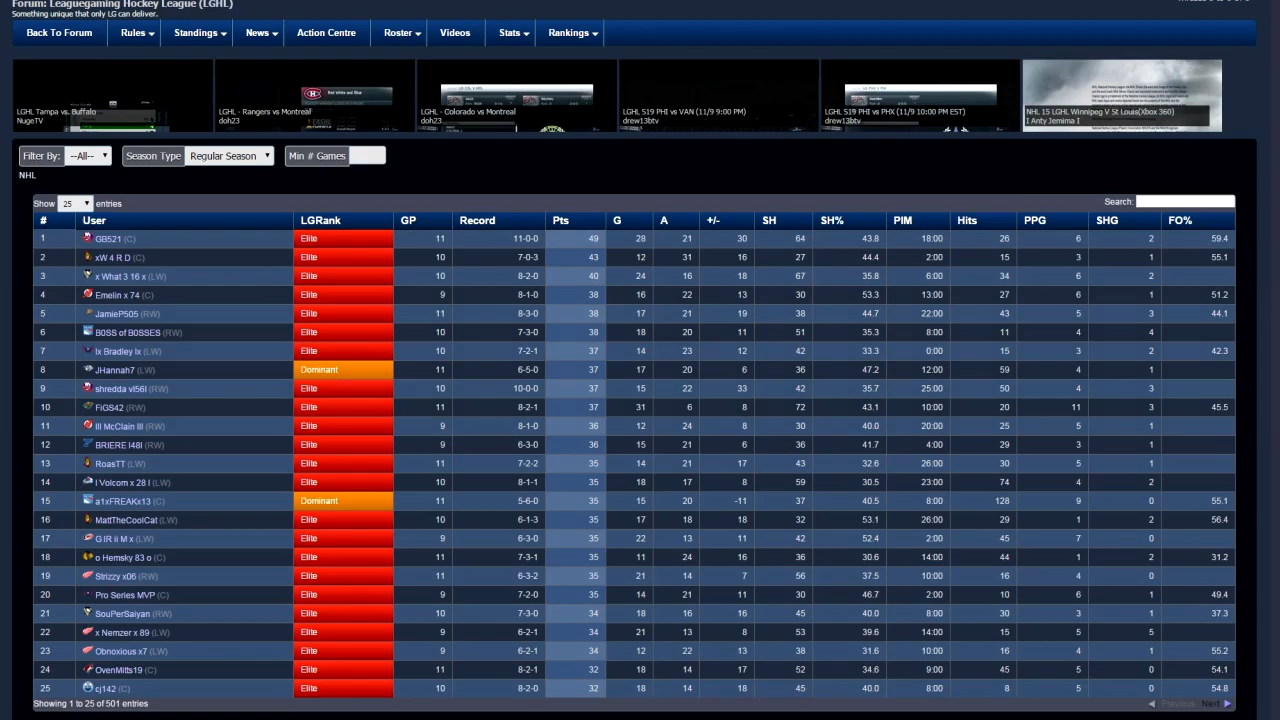 Forum: Leaguegaming Hockey League (LGHL)
Something unique that only LG can deliver.
Back To Forum Rules Standings News Action Centre Roster Videos Stats Rankings
LGHL Tampa vs. Buffalo
NugeTV
Red White and Blue
LGHL - Rangers vs Montreal
doh23
LGHL - Colorado vs Montreal
doh23
LGHL S19 PHI vs VAN (11/9 9:00 PM)
drew13btv
LGHL S19 PHI vs PHX (11/9 10:00 PM EST)
drew13btv
NHL 15 LGHL Winnipeg V St Louis(Xbox 360)
I Anty Jemima I
Filter By: --All-- Season Type Regular Season Min # Games
NHL
Show 25 entries Search:
# User LGRank GP Record Pts G A +/- SH SH% PIM Hits PPG SHG FO%
1 GB521 (C) Elite 11 11-0-0 49 28 21 30 64 43.8 18:00 26 6 2 59.4
2 xW 4 R D (C) Elite 10 7-0-3 43 12 31 16 27 44.4 2:00 15 3 1 55.1
3 x What 3 16 x (LW) Elite 10 8-2-0 40 24 16 18 67 35.8 6:00 34 6 2
4 Emelin x 74 (C) Elite 9 8-1-0 38 16 22 13 30 53.3 13:00 27 6 1 51.2
5 JamieP505 (RW) Elite 11 8-3-0 38 17 21 19 38 44.7 22:00 43 5 3 44.1
6 B0SS of B0SSES (RW) Elite 10 7-3-0 38 18 20 11 51 35.3 8:00 11 4 4
7 Ix Bradley Ix (LW) Elite 10 7-2-1 37 14 23 12 42 33.3 0:00 15 3 2 42.3
8 JHannah7 (LW) Dominant 11 6-5-0 37 17 20 6 36 47.2 12:00 59 4 1
9 shredda vl56l (RW) Elite 10 10-0-0 37 15 22 33 42 35.7 25:00 50 4 3
10 FiGS42 (RW) Elite 11 8-2-1 37 31 6 8 72 43.1 10:00 20 11 3 45.5
11 lll McClain lll (RW) Elite 9 8-1-0 36 12 24 8 30 40.0 20:00 25 5 1
12 BRIERE l48l (RW) Elite 9 6-3-0 36 15 21 6 36 41.7 4:00 29 3 1
13 RoasTT (LW) Elite 11 7-2-2 35 14 21 17 43 32.6 26:00 30 5 1
14 l Volcom x 28 l (LW) Elite 10 8-1-1 35 18 17 8 59 30.5 23:00 74 4 2
15 a1xFREAKx13 (C) Dominant 11 5-6-0 35 15 20 -11 37 40.5 8:00 128 9 0 55.1
16 MattTheCoolCat (LW) Elite 10 6-1-3 35 17 18 18 32 53.1 26:00 29 1 2 56.4
17 G IR ii M x (LW) Elite 9 6-3-0 35 22 13 11 42 52.4 2:00 45 7 0
18 o Hemsky 83 o (C) Elite 11 7-3-1 35 11 24 16 36 30.6 14:00 44 1 2 31.2
19 Strizzy x06 (RW) Elite 11 6-3-2 35 21 14 7 56 37.5 10:00 16 4 0
20 Pro Series MVP (C) Elite 9 7-2-0 35 14 21 11 30 46.7 2:00 10 6 1 49.4
21 SouPerSaiyan (RW) Elite 10 7-3-0 34 18 16 16 45 40.0 8:00 30 3 1 37.3
22 x Nemzer x 89 (LW) Elite 9 6-2-1 34 21 13 8 53 39.6 14:00 15 5 5
23 Obnoxious x7 (LW) Elite 9 6-2-1 34 12 22 13 38 31.6 10:00 16 4 1 55.2
24 OvenMitts19 (C) Elite 11 8-2-1 32 18 14 17 52 34.6 9:00 45 5 0 54.1
25 cj142 (C) Elite 10 8-2-0 32 18 14 18 45 40.0 8:00 8 5 0 54.8
Showing 1 to 25 of 501 entries Previous Next